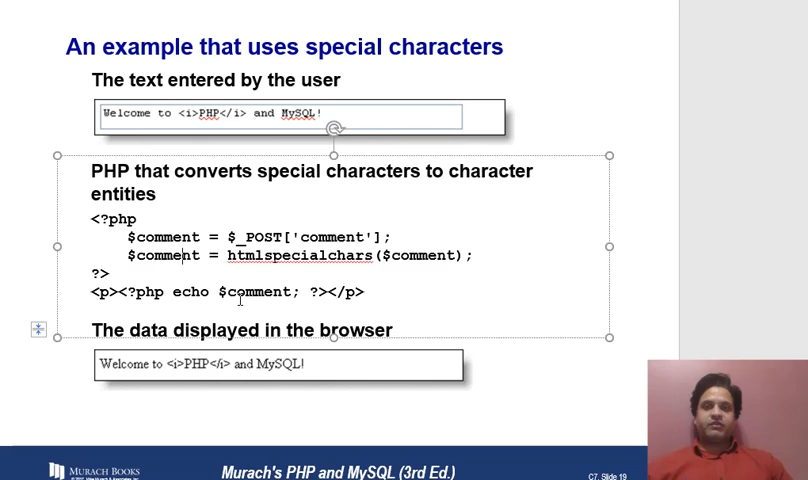 An example that uses special characters
The text entered by the user
Welcome to <i>PHP</i> and MySQL!
PHP that converts special characters to character
entities
<?php
$comment = $_POST['comment'];
$comment = htmlspecialchars($comment);
?>
<p><?php echo $comment; ?></p>
The data displayed in the browser
Welcome to <i>PHP</i> and MySQL!
MURACH BOOKS
Murach's PHP and MySQL (3rd Ed.)
C7, Slide 19